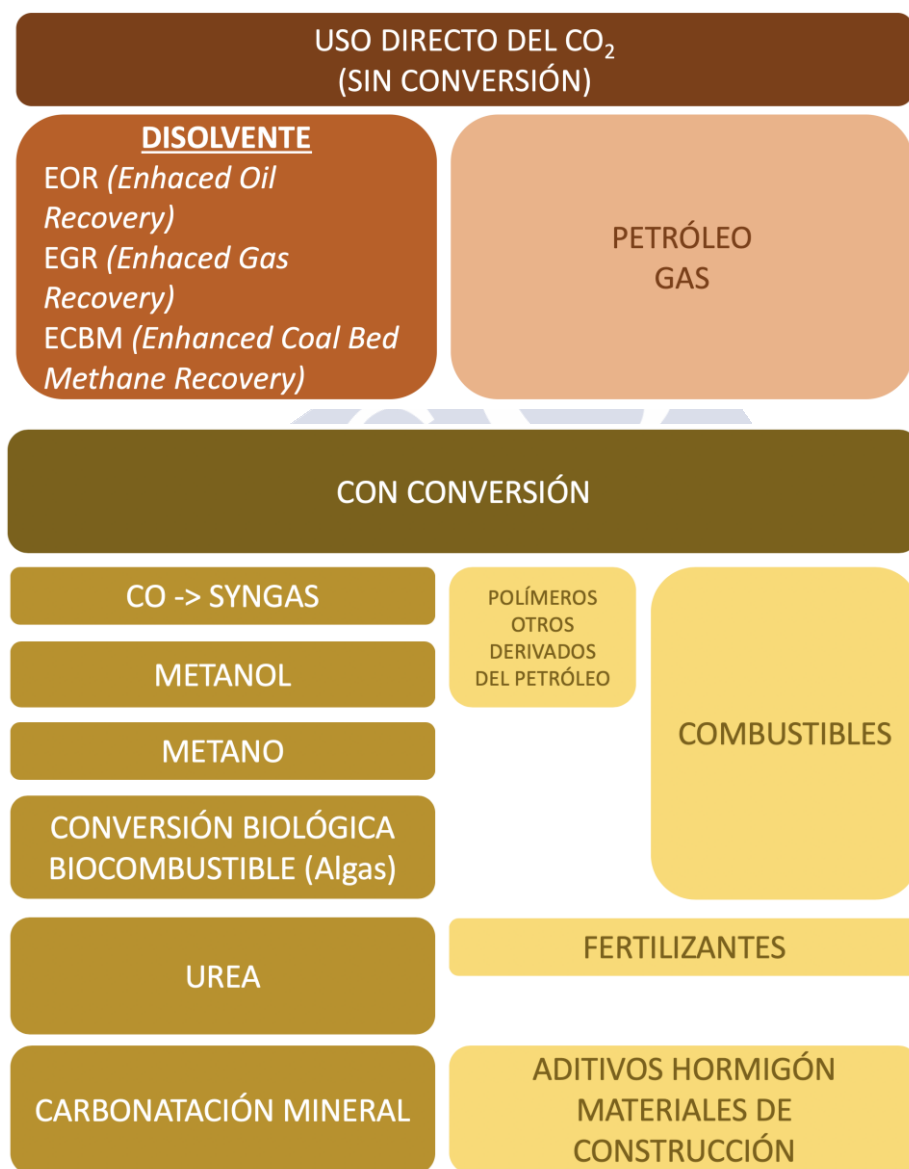 USO DIRECTO DEL CO₂
(SIN CONVERSIÓN)
DISOLVENTE
EOR (Enhaced Oil
Recovery)
EGR (Enhaced Gas
Recovery)
ECBM (Enhanced Coal Bed
Methane Recovery)
PETRÓLEO
GAS
CON CONVERSIÓN
CO -> SYNGAS
METANOL
METANO
CONVERSIÓN BIOLÓGICA
BIOCOMBUSTIBLE (Algas)
POLÍMEROS
OTROS
DERIVADOS
DEL PETRÓLEO
COMBUSTIBLES
UREA
FERTILIZANTES
CARBONATACIÓN MINERAL
ADITIVOS HORMIGÓN
MATERIALES DE
CONSTRUCCIÓN